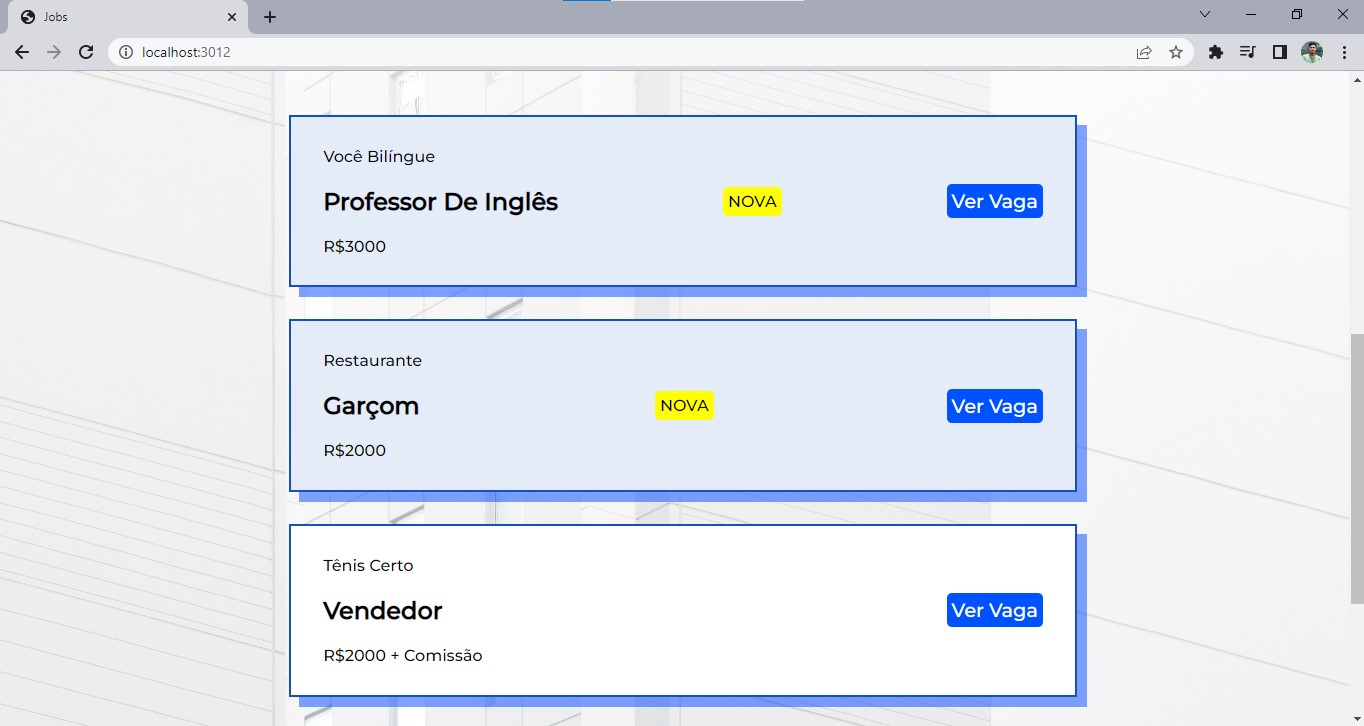 Jobs
localhost:3012
Você Bilíngue
Professor De Inglês
NOVA
Ver Vaga
R$3000
Restaurante
Garçom
NOVA
Ver Vaga
R$2000
Tênis Certo
Vendedor
Ver Vaga
R$2000 + Comissão